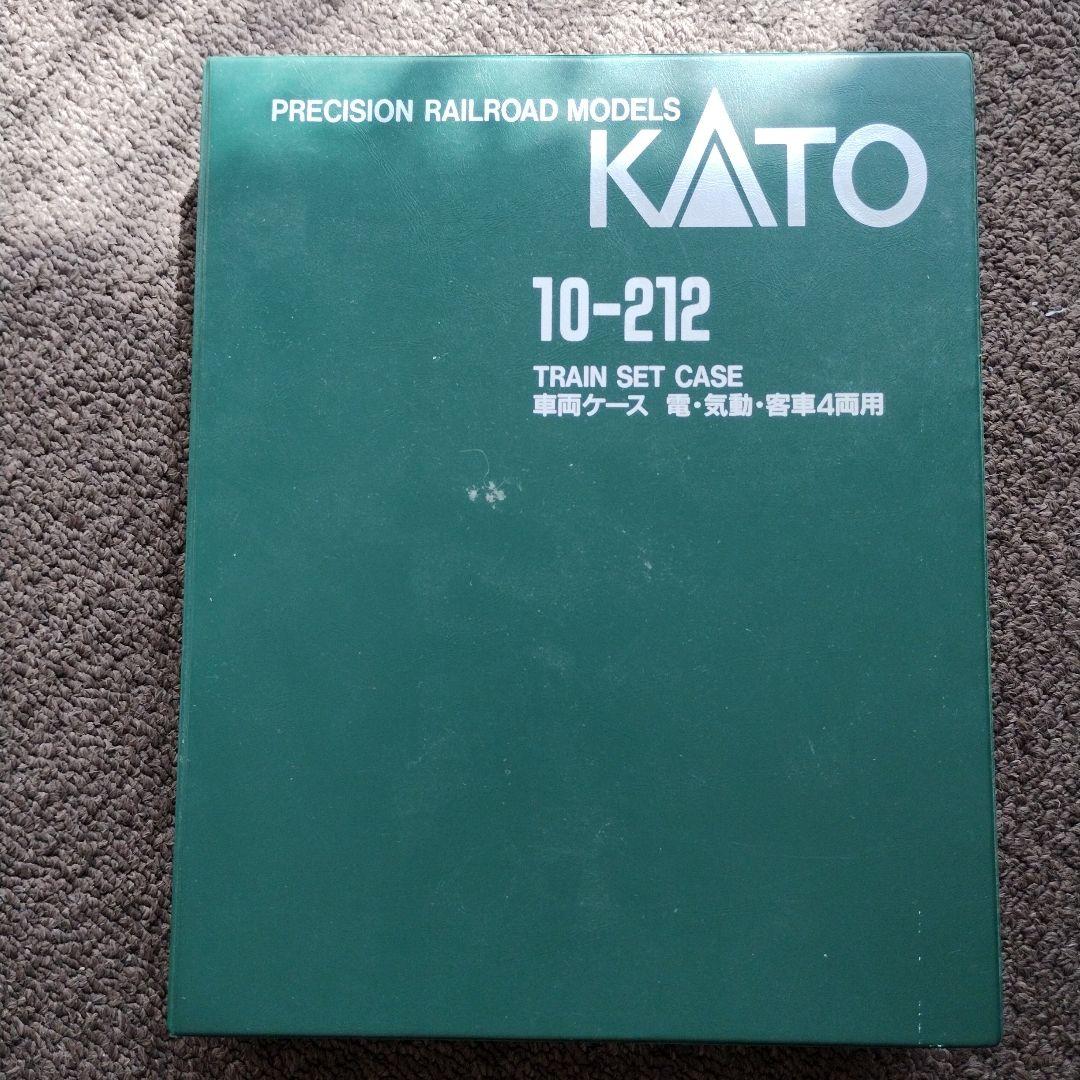 PRECISION RAILROAD MODELS
KATO
10-212
TRAIN SET CASE
車両ケース 電・気動・客車4両用